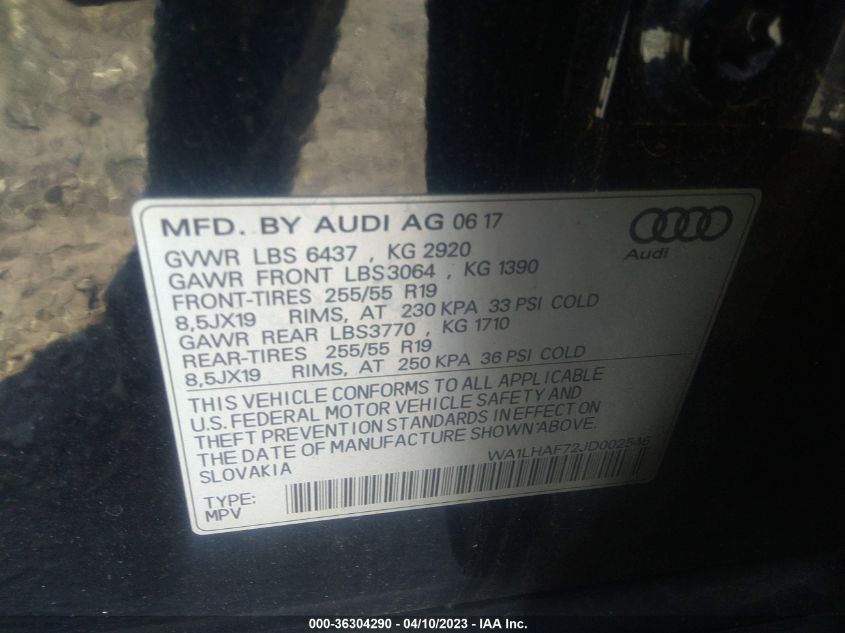 MFD. BY AUDI AG 06 17
Audi
GVWR LBS 6437 , KG 2920
GAWR FRONT LBS3064 , KG 1390
FRONT-TIRES 255/55 R19
8,5JX19 RIMS, AT 230 KPA 33 PSI COLD
GAWR REAR LBS3770 , KG 1710
REAR-TIRES 255/55 R19
8,5JX19 RIMS, AT 250 KPA 36 PSI COLD
THIS VEHICLE CONFORMS TO ALL APPLICABLE
U.S. FEDERAL MOTOR VEHICLE SAFETY AND
THEFT PREVENTION STANDARDS IN EFFECT ON
THE DATE OF MANUFACTURE SHOWN ABOVE.
SLOVAKIA WA1LHAF72JD002546
TYPE:
MPV
000-36304290 - 04/10/2023 - IAA Inc.